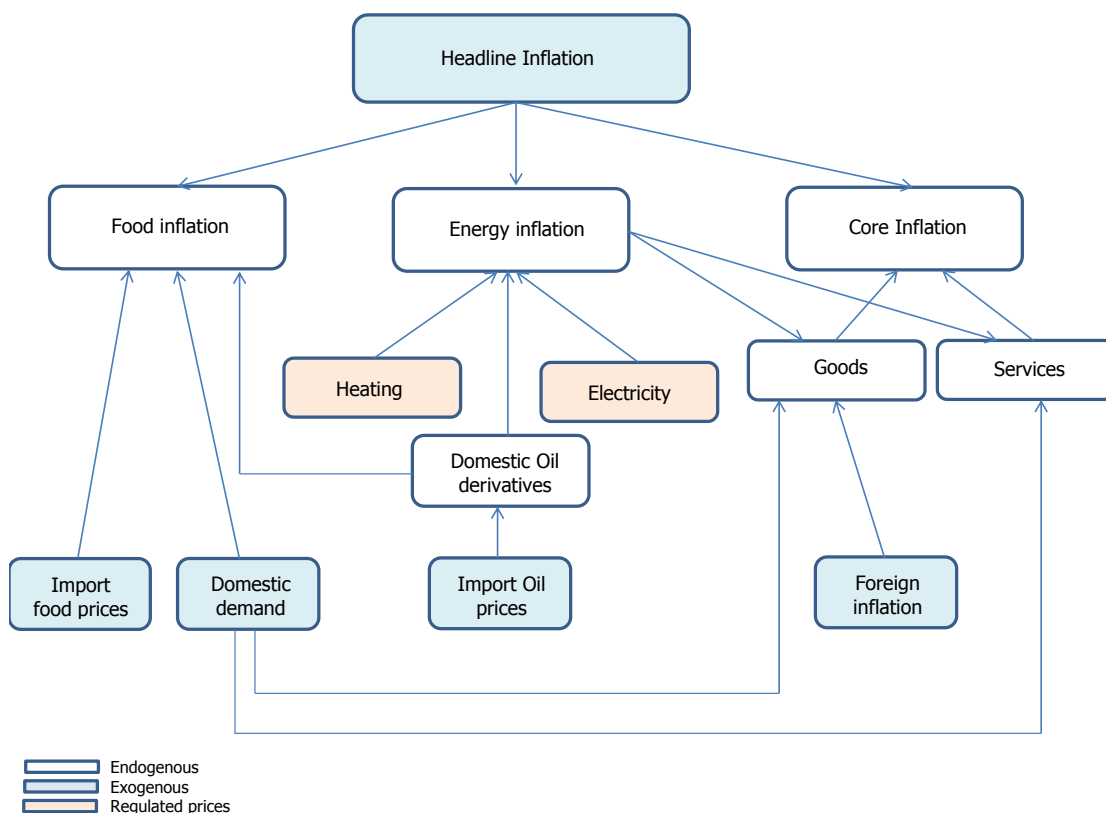 Headline Inflation
Food inflation
Energy inflation
Core Inflation
Heating
Electricity
Goods
Services
Domestic Oil
derivatives
Import
food prices
Domestic
demand
Import Oil
prices
Foreign
inflation
Endogenous
Exogenous
Regulated prices